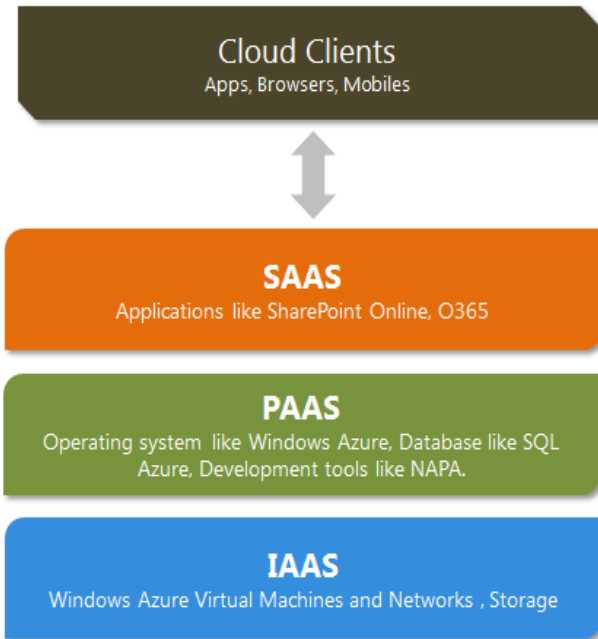 Cloud Clients
Apps, Browsers, Mobiles
SAAS
Applications like SharePoint Online, O365
PAAS
Operating system like Windows Azure, Database like SQL
Azure, Development tools like NAPA.
IAAS
Windows Azure Virtual Machines and Networks , Storage